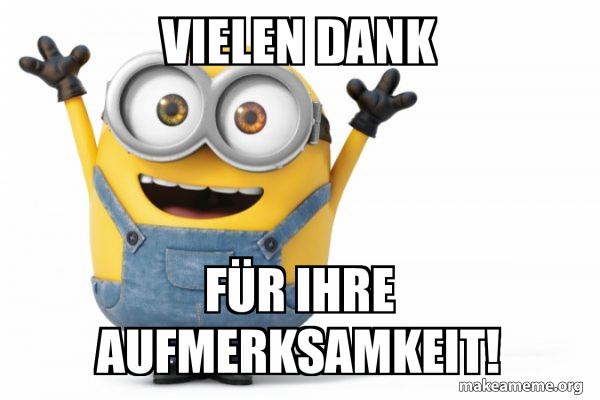 VIELEN DANK
FÜR IHRE
AUFMERKSAMKEIT!
makeameme.org